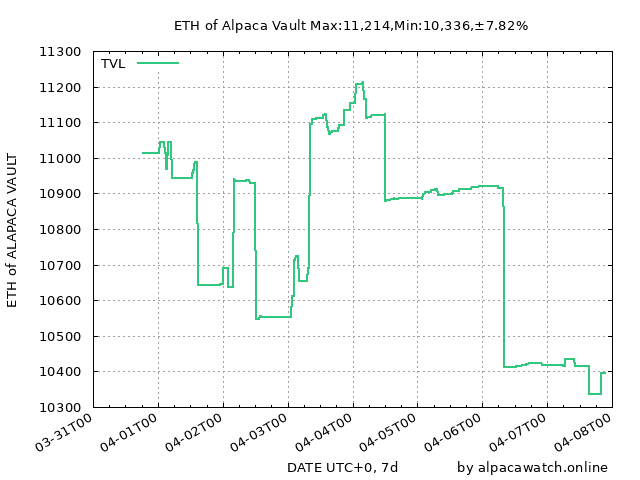 ETH of Alpaca Vault Max:11,214,Min:10,336,±7.82%
TVL
ETH of ALAPACA VAULT
11300
11200
11100
11000
10900
10800
10700
10600
10500
10400
10300
03-31T00
04-01T00
04-02T00
04-03T00
04-04T00
04-05T00
04-06T00
04-07T00
04-08T00
DATE UTC+0, 7d
by alpacawatch.online